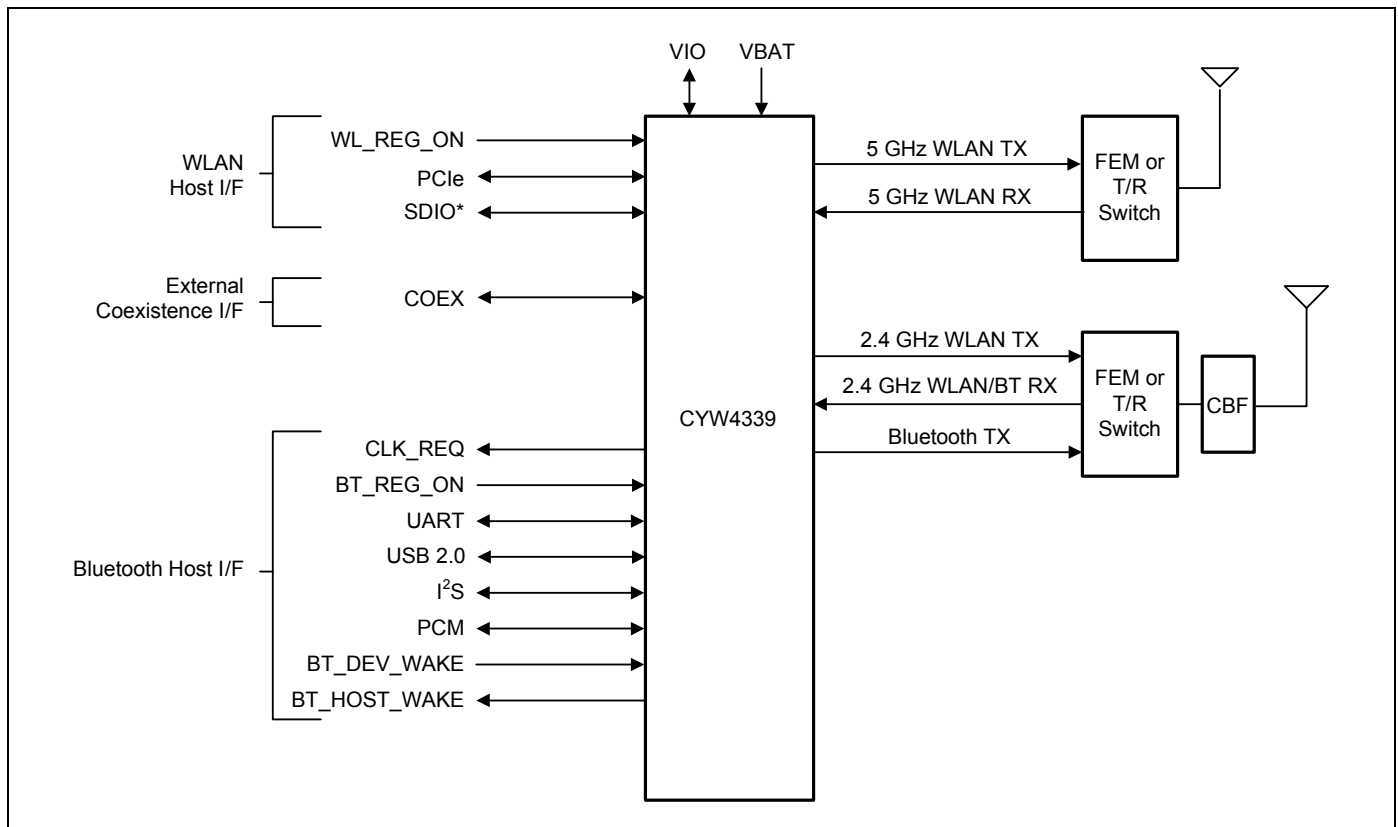 VIO
VBAT
WLAN
Host I/F
WL_REG_ON
PCIe
SDIO*
External
Coexistence I/F
COEX
Bluetooth Host I/F
CLK_REQ
BT_REG_ON
UART
USB 2.0
I²S
PCM
BT_DEV_WAKE
BT_HOST_WAKE
CYW4339
5 GHz WLAN TX
5 GHz WLAN RX
FEM or
T/R
Switch
2.4 GHz WLAN TX
2.4 GHz WLAN/BT RX
Bluetooth TX
FEM or
T/R
Switch
CBF